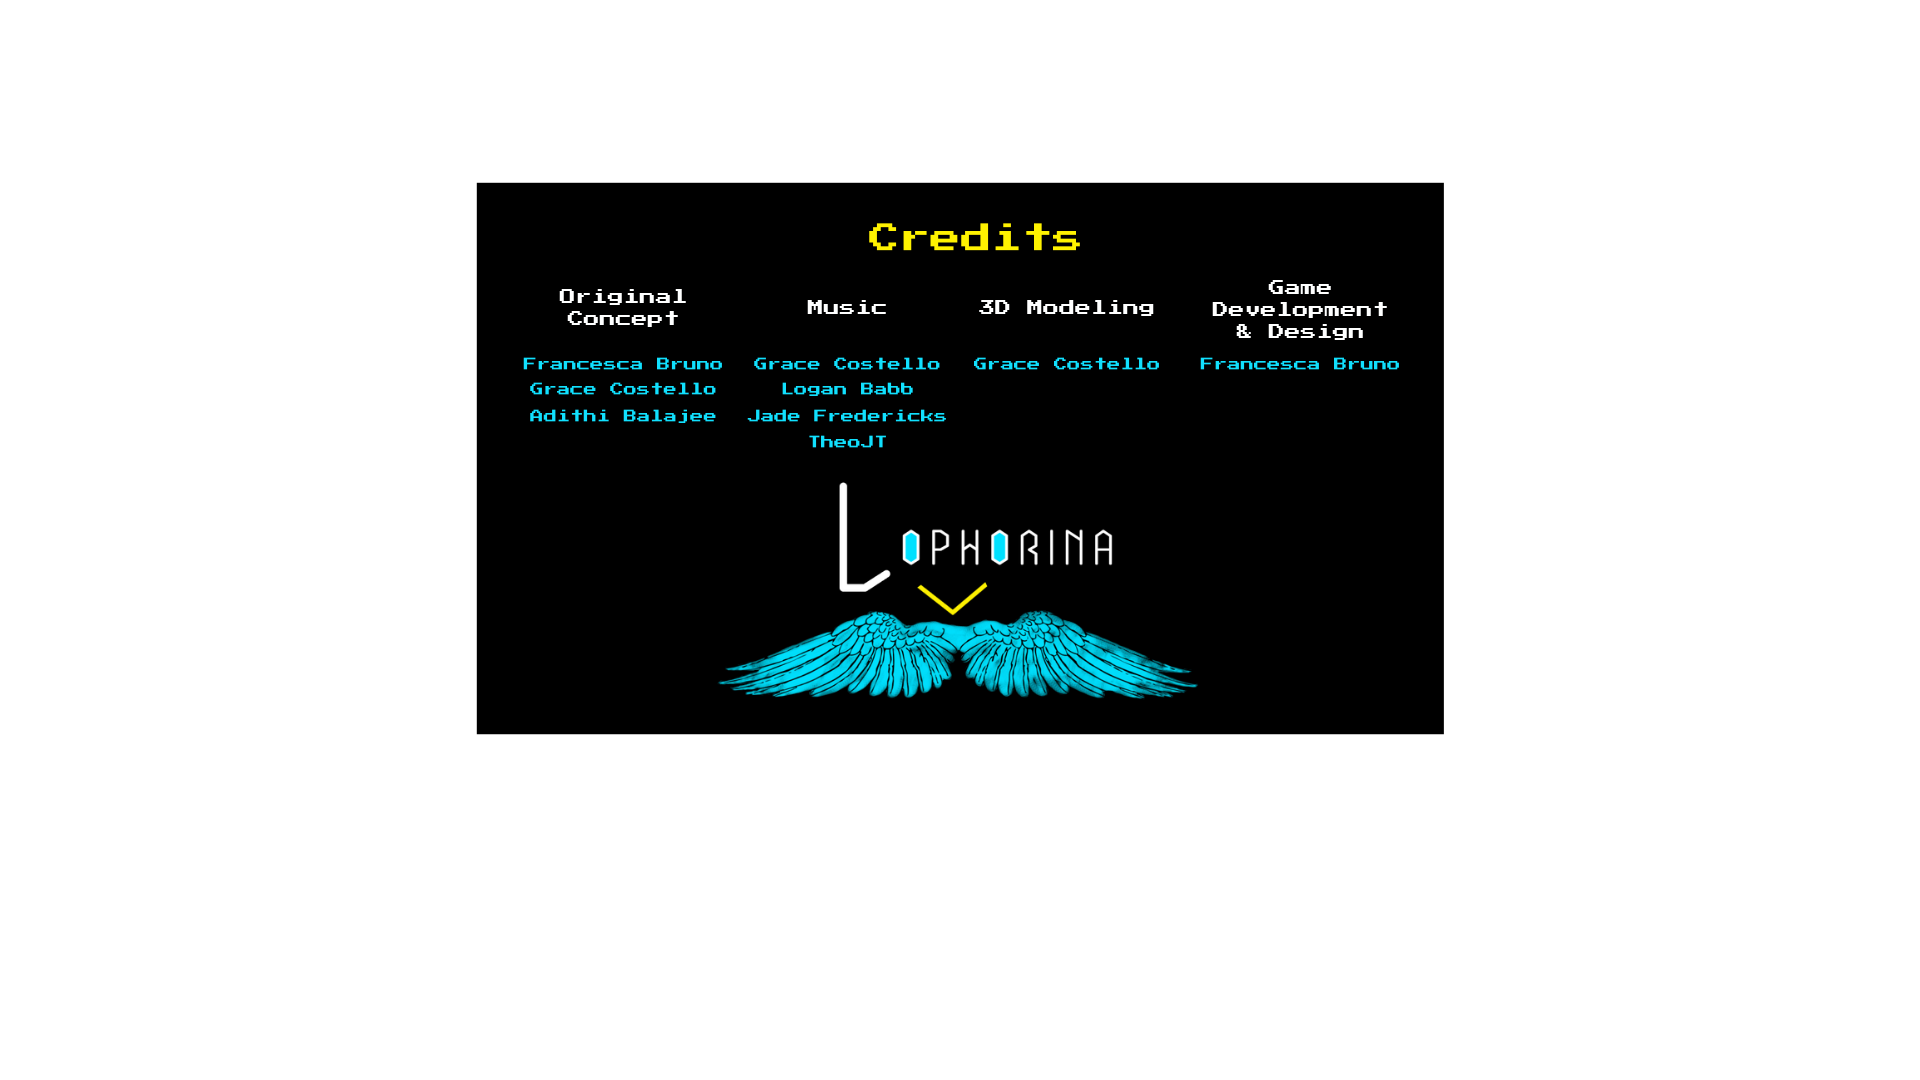 Credits
Original
Concept
Francesca Bruno
Grace Costello
Adithi Balajee
Music
Grace Costello
Logan Babb
Jade Fredericks
TheoJT
3D Modeling
Grace Costello
Game
Development
& Design
Francesca Bruno
LOPHORINA